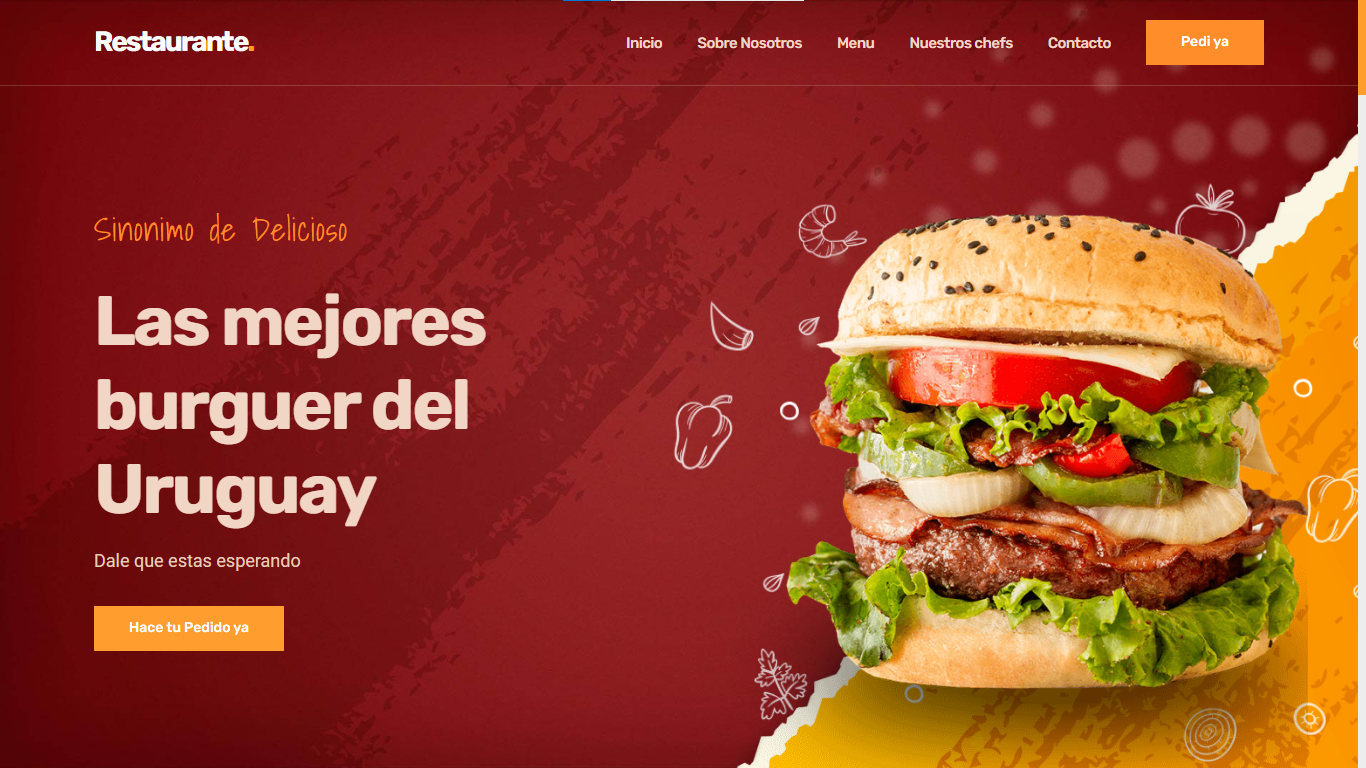 Restaurante.
Inicio
Sobre Nosotros
Menu
Nuestros chefs
Contacto
Pedi ya
Sinonimo de Delicioso
Las mejores
burguer del
Uruguay
Dale que estas esperando
Hace tu Pedido ya